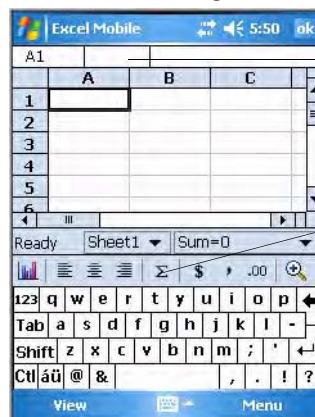 Excel Mobile 5:50 ok
A1
A B C
1
2
3
4
5
6
Ready Sheet1 Sum=0
Σ $ , .00
123 q w e r t y u i o p
Tab a s d f g h j k l -
Shift z x c v b n m ; '
Ctl áü @ & , . ! ?
View Menu